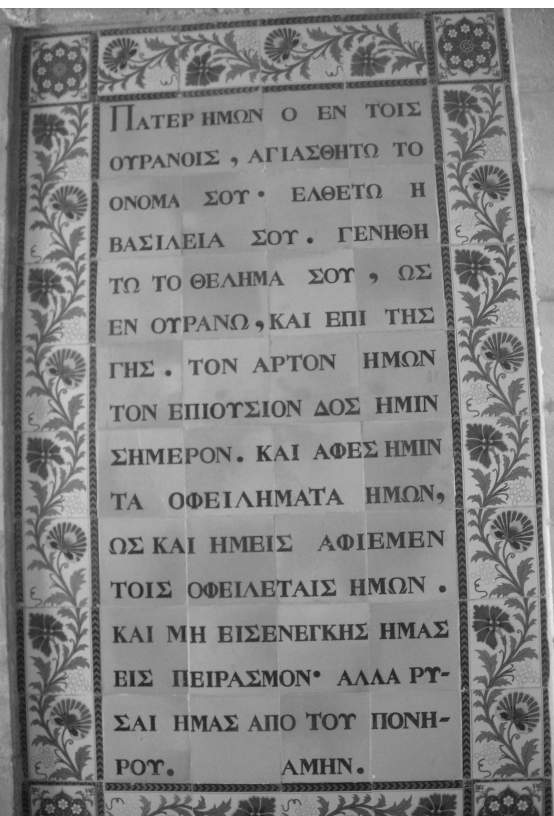 ΠΑΤΕΡ ΗΜΩΝ Ο ΕΝ ΤΟΙΣ
ΟΥΡΑΝΟΙΣ , ΑΓΙΑΣΘΗΤΩ ΤΟ
ΟΝΟΜΑ ΣΟΥ· ΕΛΘΕΤΩ Η
ΒΑΣΙΛΕΙΑ ΣΟΥ. ΓΕΝΗΘΗ
ΤΩ ΤΟ ΘΕΛΗΜΑ ΣΟΥ , ΩΣ
ΕΝ ΟΥΡΑΝΩ, ΚΑΙ ΕΠΙ ΤΗΣ
ΓΗΣ . ΤΟΝ ΑΡΤΟΝ ΗΜΩΝ
ΤΟΝ ΕΠΙΟΥΣΙΟΝ ΔΟΣ ΗΜΙΝ
ΣΗΜΕΡΟΝ. ΚΑΙ ΑΦΕΣ ΗΜΙΝ
ΤΑ ΟΦΕΙΛΗΜΑΤΑ ΗΜΩΝ,
ΩΣ ΚΑΙ ΗΜΕΙΣ ΑΦΙΕΜΕΝ
ΤΟΙΣ ΟΦΕΙΛΕΤΑΙΣ ΗΜΩΝ .
ΚΑΙ ΜΗ ΕΙΣΕΝΕΓΚΗΣ ΗΜΑΣ
ΕΙΣ ΠΕΙΡΑΣΜΟΝ· ΑΛΛΑ ΡΥ-
ΣΑΙ ΗΜΑΣ ΑΠΟ ΤΟΥ ΠΟΝΗ-
ΡΟΥ. ΑΜΗΝ.